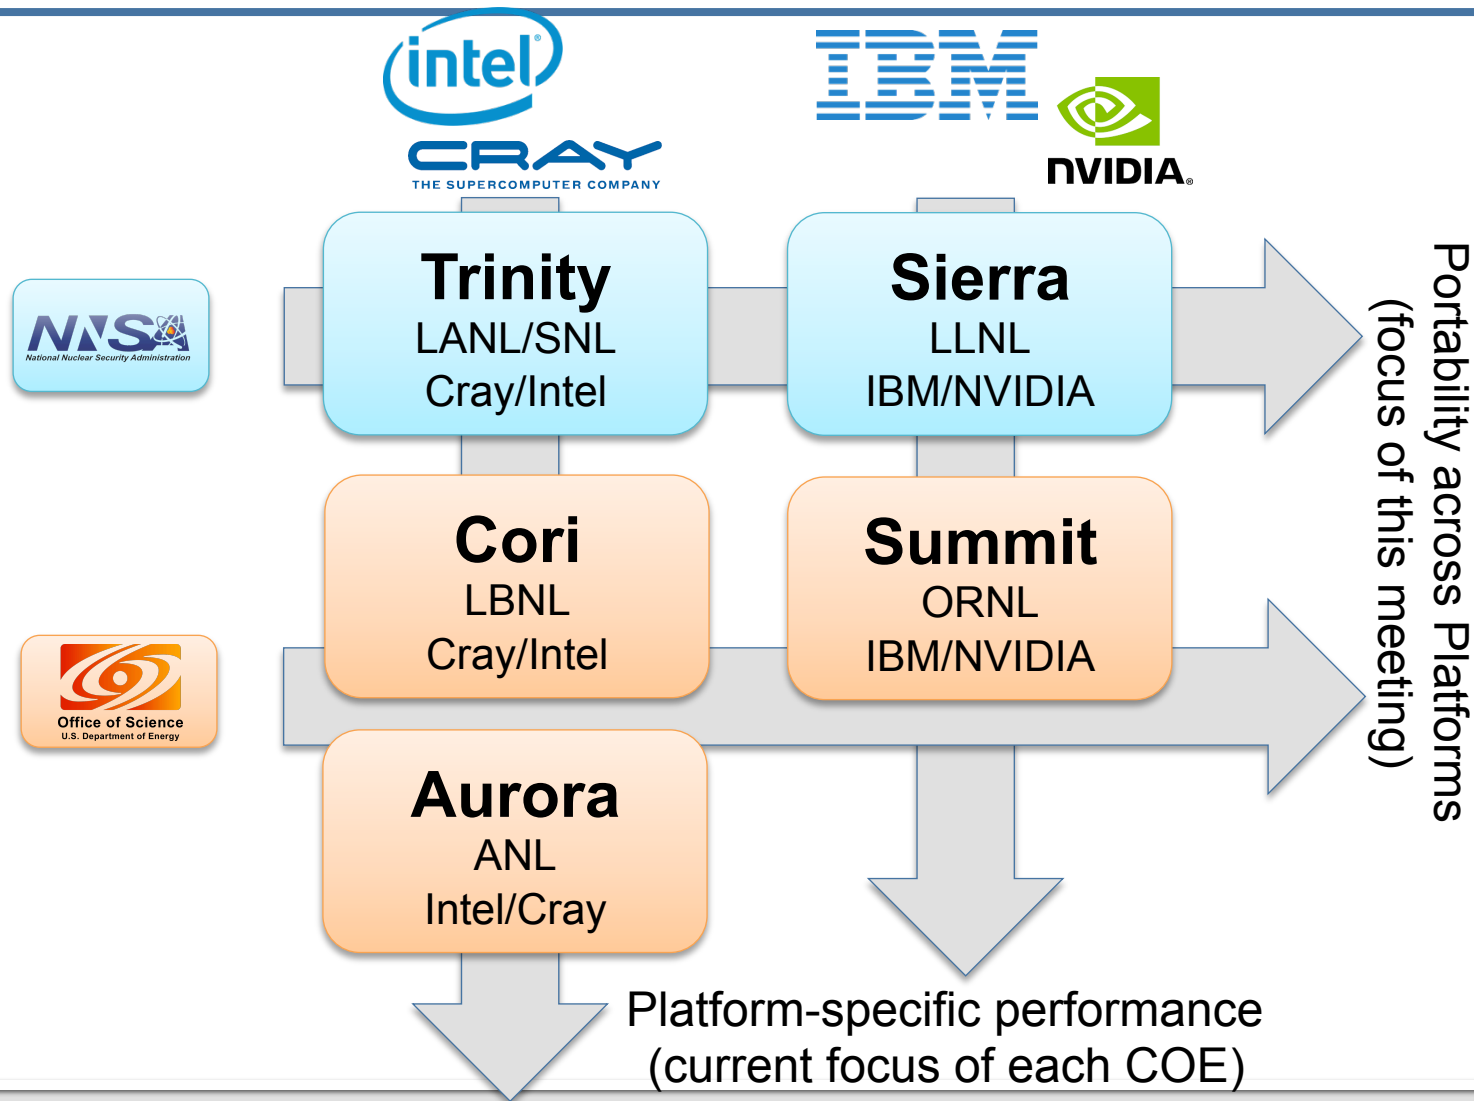 intel®
IBM
CRAY
THE SUPERCOMPUTER COMPANY
NVIDIA®
Trinity
LANL/SNL
Cray/Intel
Sierra
LLNL
IBM/NVIDIA
NNSA
National Nuclear Security Administration
Cori
LBNL
Cray/Intel
Summit
ORNL
IBM/NVIDIA
Office of Science
U.S. Department of Energy
Aurora
ANL
Intel/Cray
Portability across Platforms
(focus of this meeting)
Platform-specific performance
(current focus of each COE)